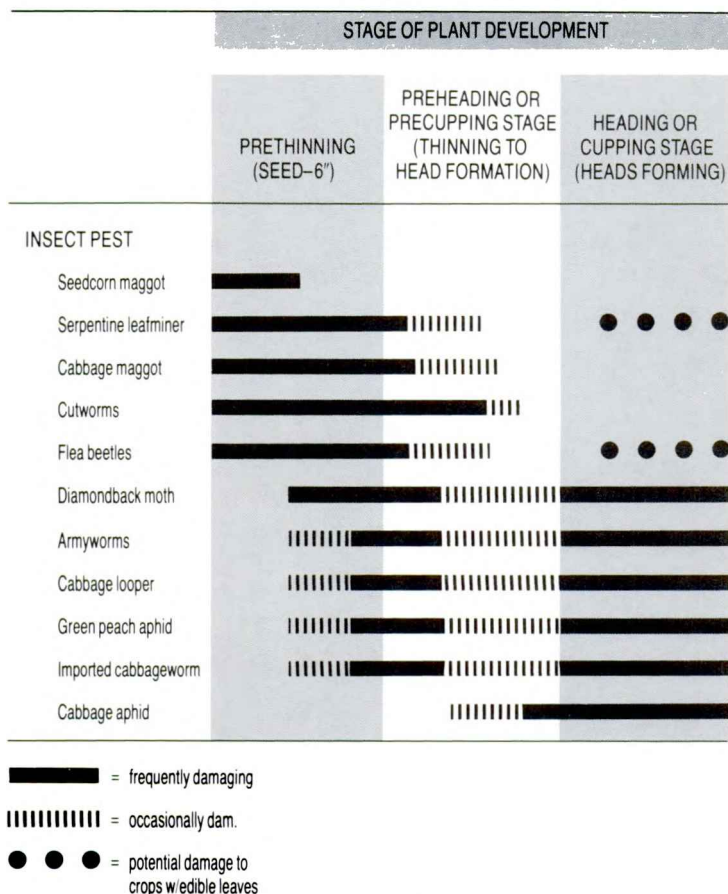 STAGE OF PLANT DEVELOPMENT
PRETHINNING
(SEED–6")
PREHEADING OR
PRECUPPING STAGE
(THINNING TO
HEAD FORMATION)
HEADING OR
CUPPING STAGE
(HEADS FORMING)
INSECT PEST
Seedcorn maggot
Serpentine leafminer
Cabbage maggot
Cutworms
Flea beetles
Diamondback moth
Armyworms
Cabbage looper
Green peach aphid
Imported cabbageworm
Cabbage aphid
= frequently damaging
= occasionally dam.
= potential damage to
crops w/edible leaves